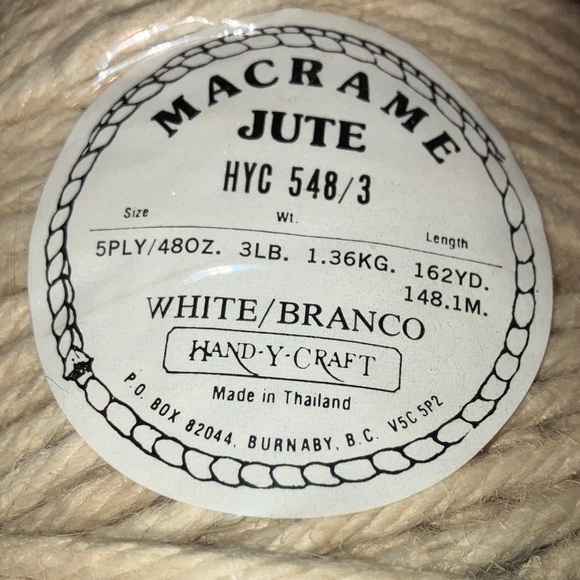 MACRAME
JUTE
HYC 548/3
Size Wt. Length
5PLY/48OZ. 3LB. 1.36KG. 162YD.
148.1M.
WHITE/BRANCO
HAND-Y-CRAFT
Made in Thailand
P.O. BOX 82044, BURNABY, B.C. V5C 5P2